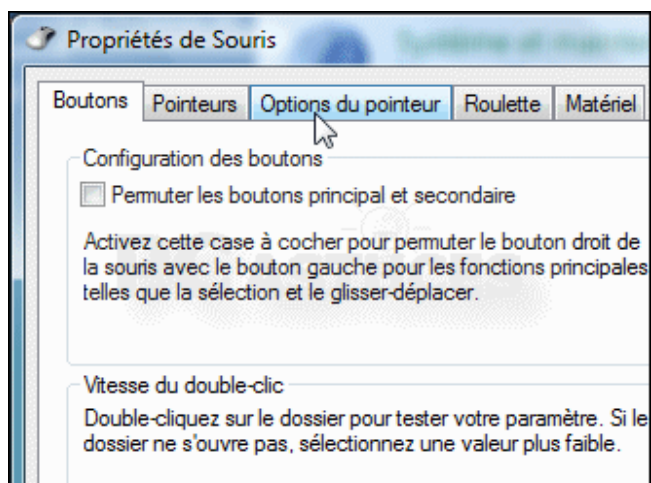 Propriétés de Souris
Boutons Pointeurs Options du pointeur Roulette Matériel
Configuration des boutons
Permuter les boutons principal et secondaire
Activez cette case à cocher pour permuter le bouton droit de
la souris avec le bouton gauche pour les fonctions principales
telles que la sélection et le glisser-déplacer.
Vitesse du double-clic
Double-cliquez sur le dossier pour tester votre paramètre. Si le
dossier ne s'ouvre pas, sélectionnez une valeur plus faible.